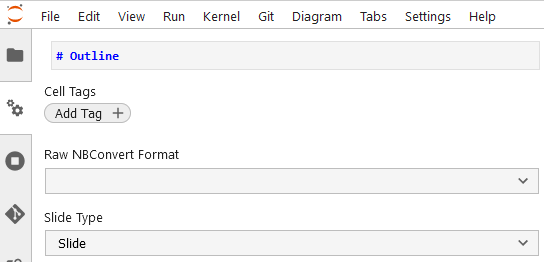 File Edit View Run Kernel Git Diagram Tabs Settings Help
# Outline
Cell Tags
Add Tag +
Raw NBConvert Format
Slide Type
Slide